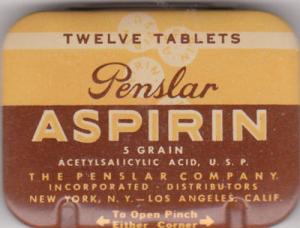 TWELVE TABLETS
Penslar
ASPIRIN
5 GRAIN
ACETYLSALICYLIC ACID, U. S. P.
THE PENSLAR COMPANY
INCORPORATED · DISTRIBUTORS
NEW YORK, N. Y.—LOS ANGELES, CALIF.
To Open Pinch
Either Corner